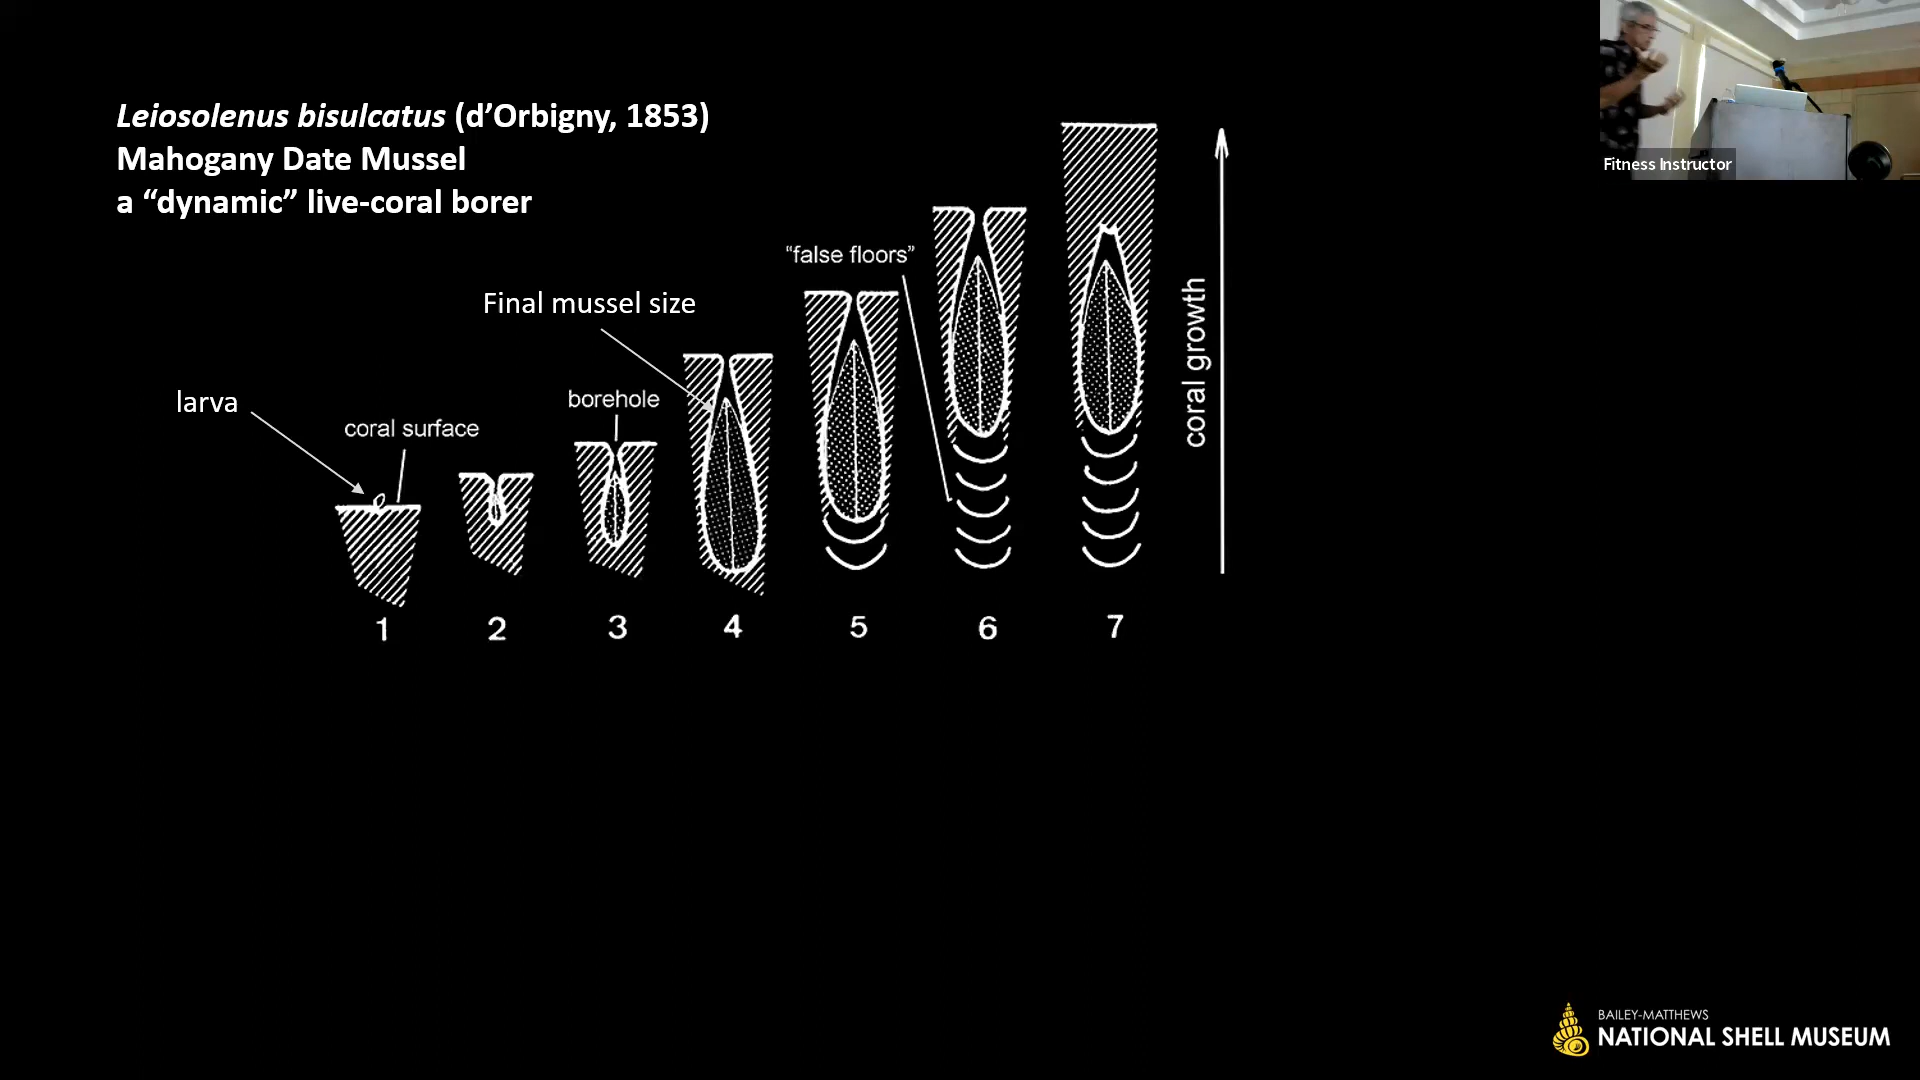 Leiosolenus bisulcatus (d’Orbigny, 1853)
Mahogany Date Mussel
a “dynamic” live-coral borer
Fitness Instructor
“false floors”
Final mussel size
larva
borehole
coral surface
coral growth
1 2 3 4 5 6 7
BAILEY-MATTHEWS
NATIONAL SHELL MUSEUM